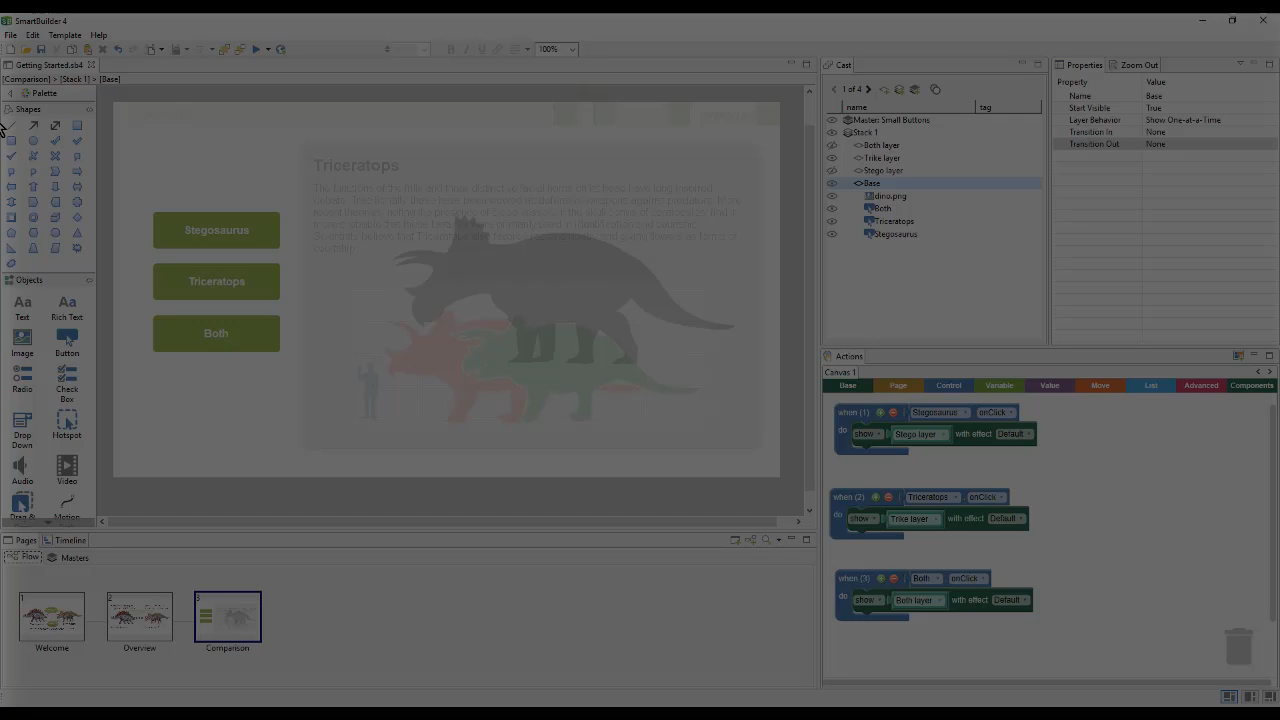 SmartBuilder 4
File Edit Template Help
100%
Getting Started.sb4
[Comparison] > [Stack 1] > [Base]
Palette
Shapes
Objects
Text Rich Text
Image Button
Radio Check Box
Drop Down Hotspot
Audio Video
Drag & Motion
Stegosaurus
Triceratops
Both
Triceratops
Cast
1 of 4
name tag
Master: Small Buttons
Stack 1
Both layer
Trike layer
Stego layer
Base
dino.png
Both
Triceratops
Stegosaurus
Properties Zoom Out
Property Value
Name Base
Start Visible True
Layer Behavior Show One-at-a-Time
Transition In None
Transition Out None
Actions
Canvas 1
Base Page Control Variable Value Move List Advanced Components
when (1) Stegosaurus onClick
do show Stego layer with effect Default
when (2) Triceratops onClick
do show Trike layer with effect Default
when (3) Both onClick
do show Both layer with effect Default
Pages Timeline
Flow Masters
1 2 3
Welcome Overview Comparison